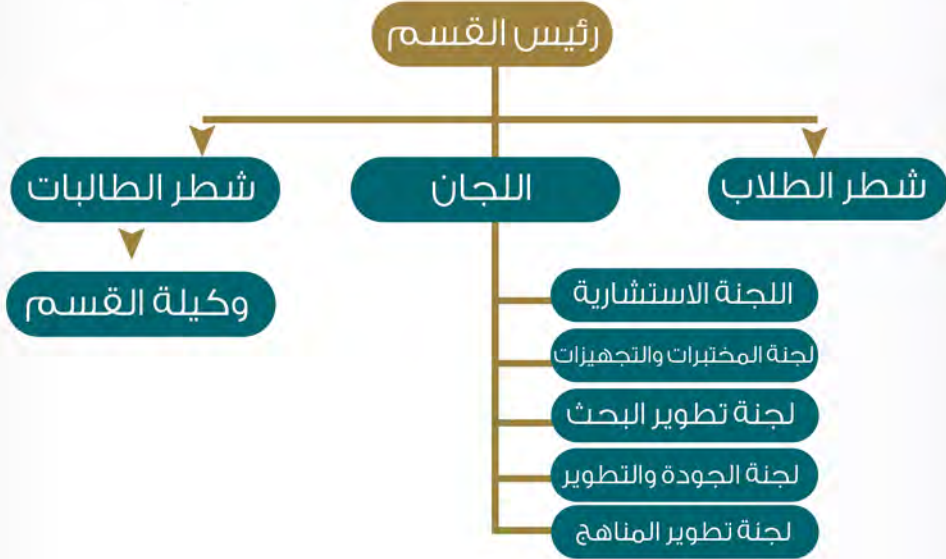 رئيس القسم
شطر الطلاب
اللجان
شطر الطالبات
وكيلة القسم
اللجنة الاستشارية
لجنة المختبرات والتجهيزات
لجنة تطوير البحث
لجنة الجودة والتطوير
لجنة تطوير المناهج